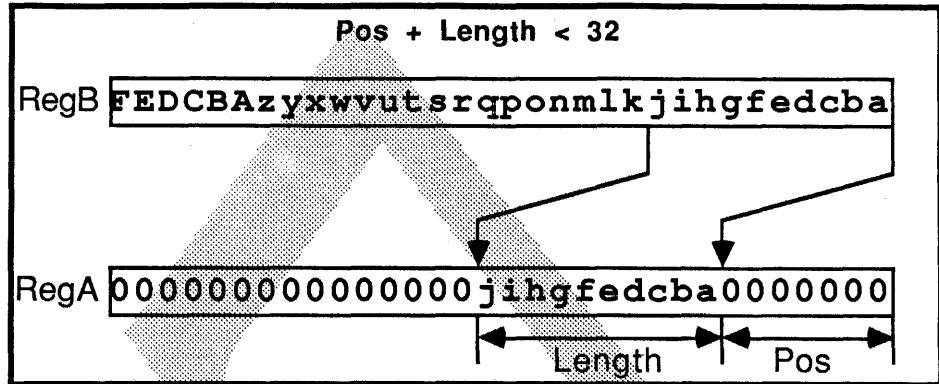 Pos + Length < 32
RegB FEDCBAzyxwvutsrqponmlkjihgfedcba
RegA 000000000000000jihgfedcba0000000
Length Pos